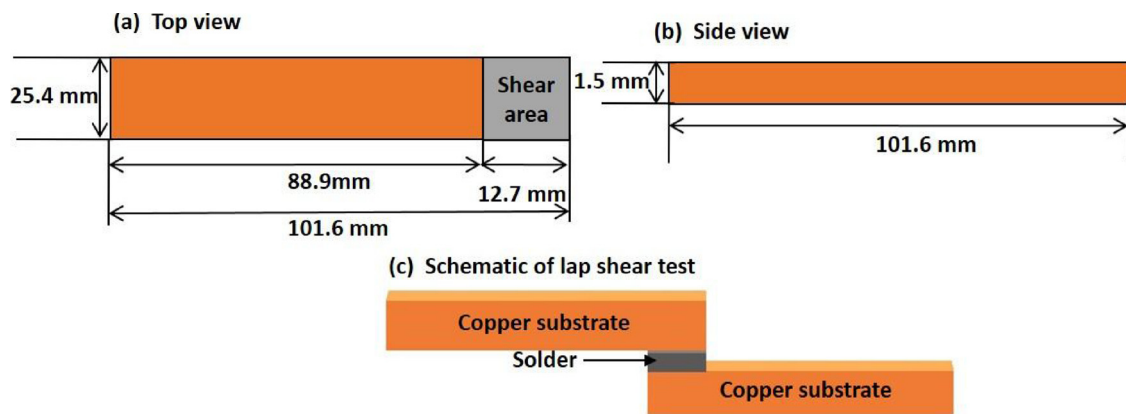 (a) Top view
25.4 mm
Shear
area
88.9mm
12.7 mm
101.6 mm
(b) Side view
1.5 mm
101.6 mm
(c) Schematic of lap shear test
Copper substrate
Solder
Copper substrate